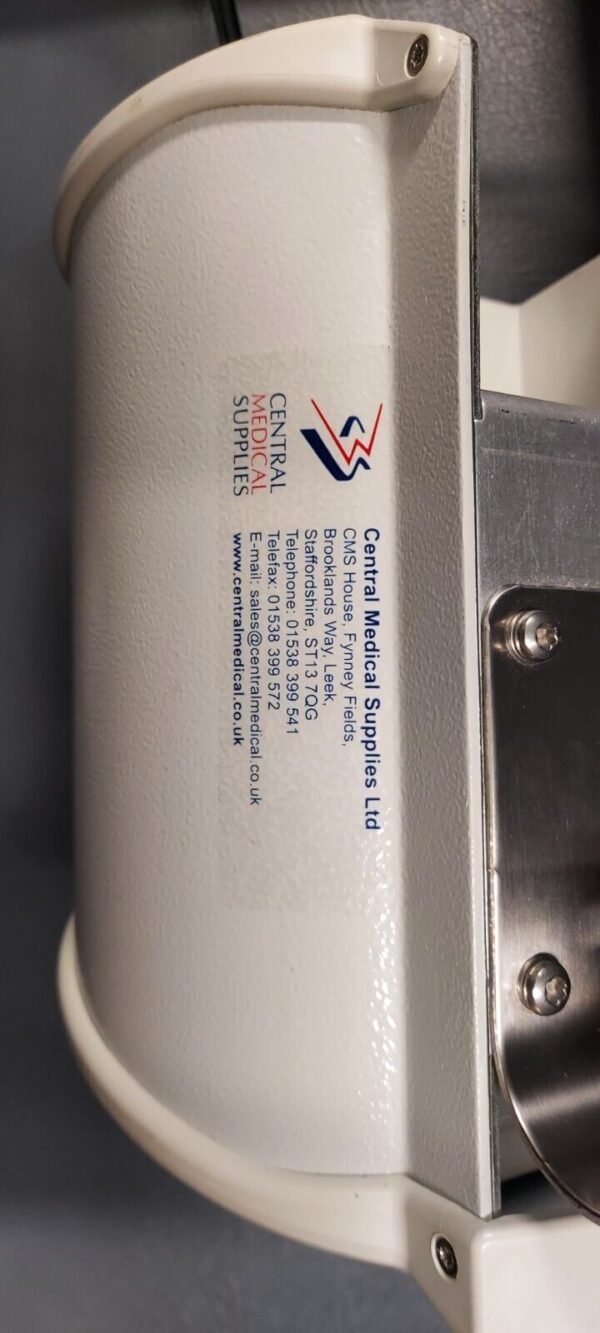 CMS
CENTRAL
MEDICAL
SUPPLIES
Central Medical Supplies Ltd
CMS House, Fynney Fields,
Brooklands Way, Leek,
Staffordshire, ST13 7QG
Telephone: 01538 399 541
Telefax: 01538 399 572
E-mail: sales@centralmedical.co.uk
www.centralmedical.co.uk